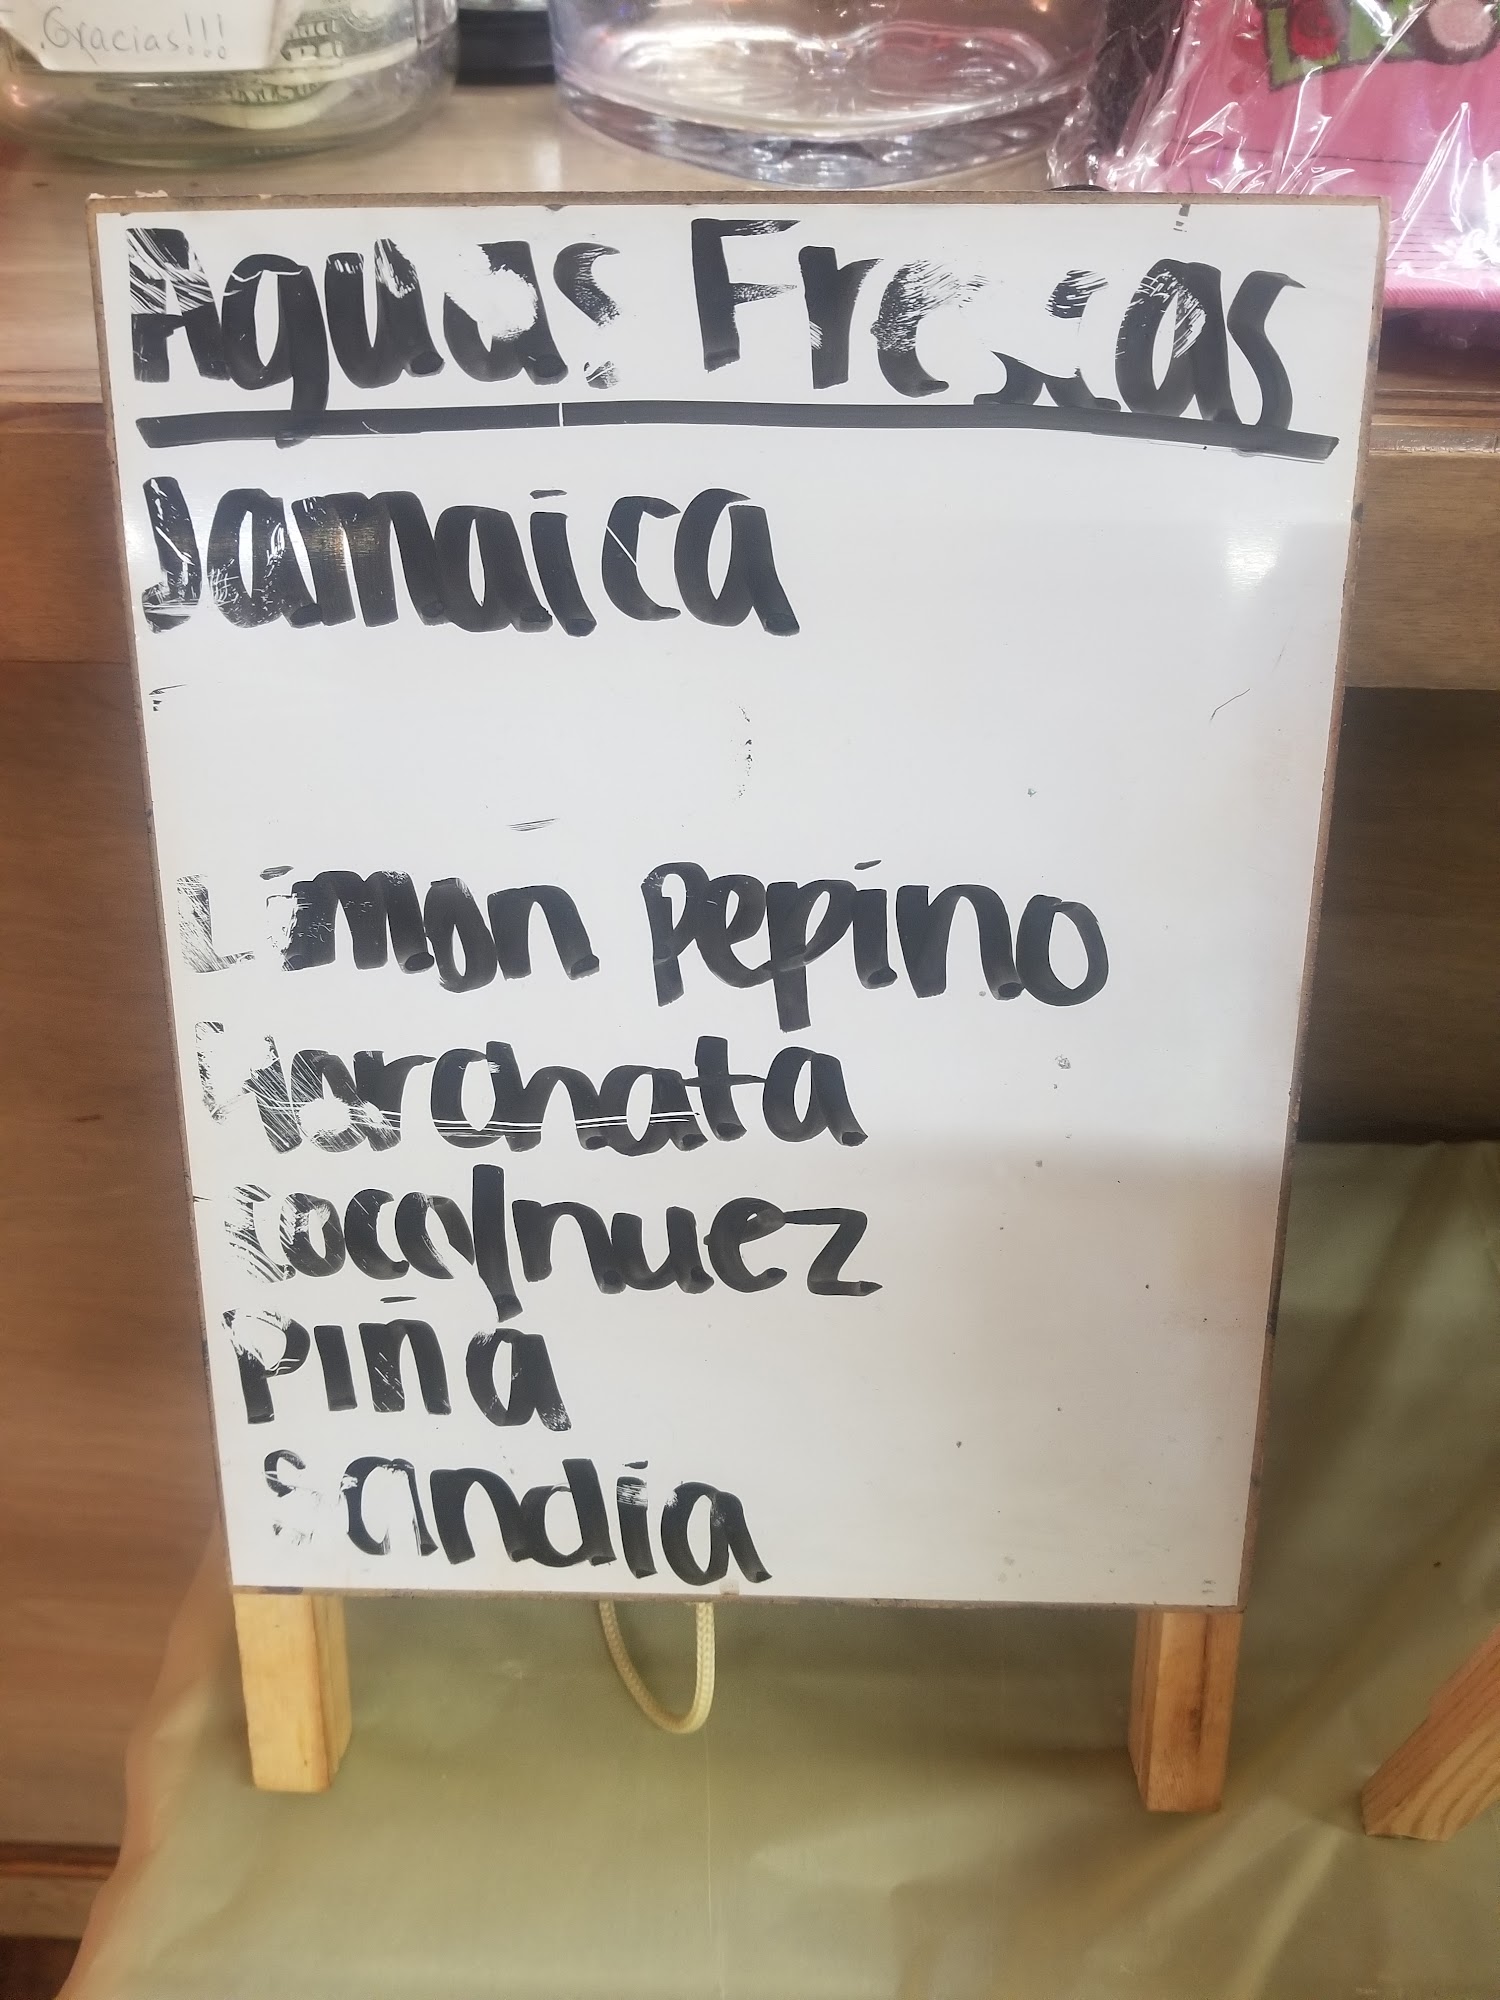 Gracias!!!
Aguas Frescas
Jamaica
Limon Pepino
Horchata
coco/nuez
Piña
Sandia